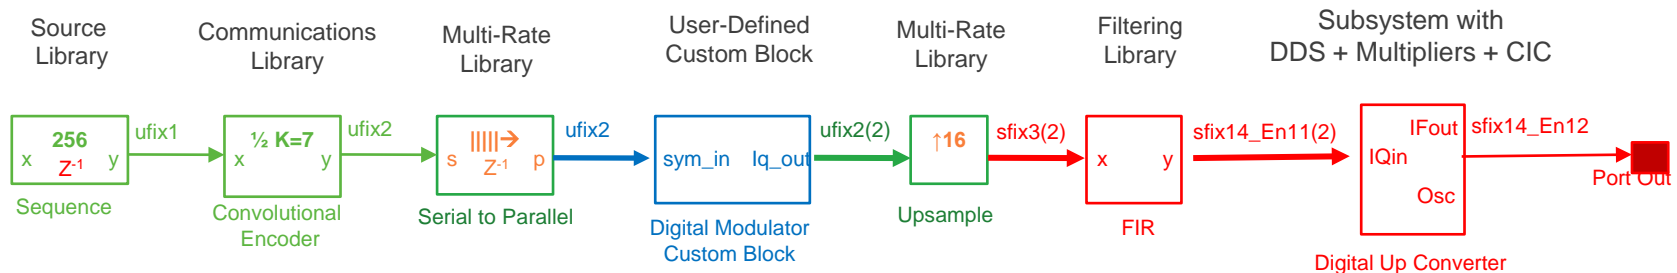 Source
Library
Communications
Library
Multi-Rate
Library
User-Defined
Custom Block
Multi-Rate
Library
Filtering
Library
Subsystem with
DDS + Multipliers + CIC
256
x Z-1 y
Sequence
ufix1
½ K=7
x y
Convolutional
Encoder
ufix2
s Z-1 p
Serial to Parallel
ufix2
sym_in Iq_out
Digital Modulator
Custom Block
ufix2(2)
↑16
Upsample
sfix3(2)
x y
FIR
sfix14_En11(2)
IFout
IQin
Osc
Digital Up Converter
sfix14_En12
Port Out